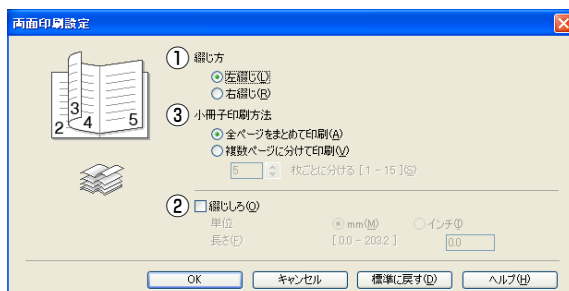 両面印刷設定
① 綴じ方
左綴じ(L)
右綴じ(R)
③ 小冊子印刷方法
全ページをまとめて印刷(A)
複数ページに分けて印刷(V)
5 枚ごとに分ける [1 - 15](S)
② 綴じしろ(O)
単位 mm(M) インチ(I)
長さ(F) [0.0 - 203.2] 0.0
3
2 4 5
OK キャンセル 標準に戻す(D) ヘルプ(H)